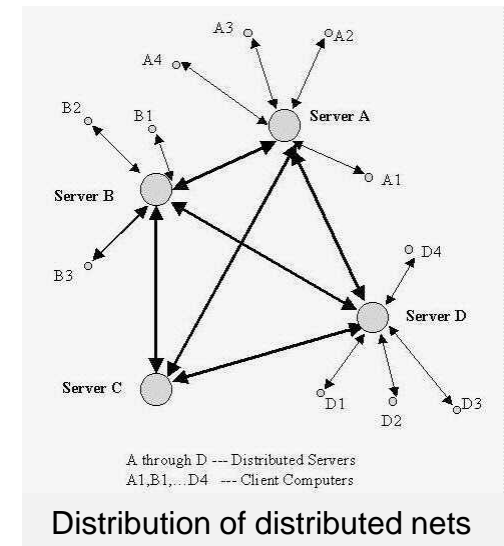 A3
A2
A4
Server A
B2
B1
A1
Server B
B3
D4
Server D
Server C
D1
D2
D3
A through D --- Distributed Servers
A1,B1,...D4 --- Client Computers
Distribution of distributed nets